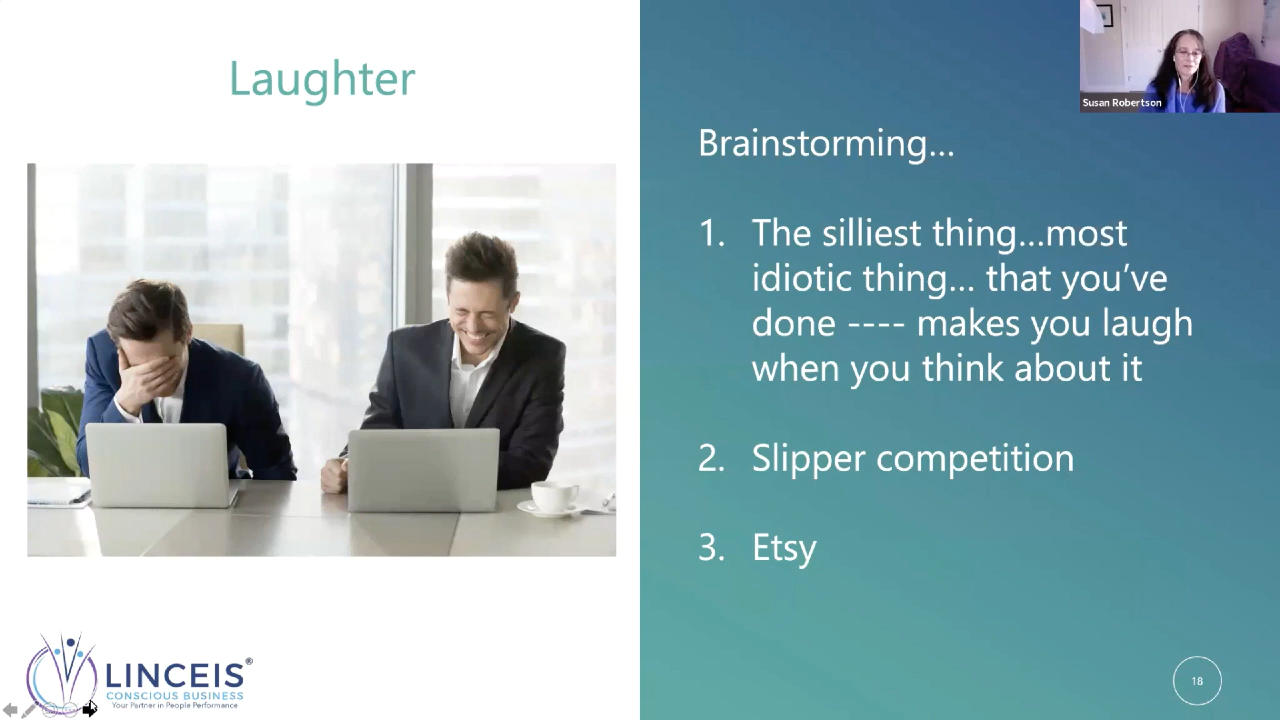 Laughter
Susan Robertson
Brainstorming...
1. The silliest thing...most
idiotic thing... that you've
done ---- makes you laugh
when you think about it
2. Slipper competition
3. Etsy
LINCEIS®
CONSCIOUS BUSINESS
Your Partner in People Performance
18